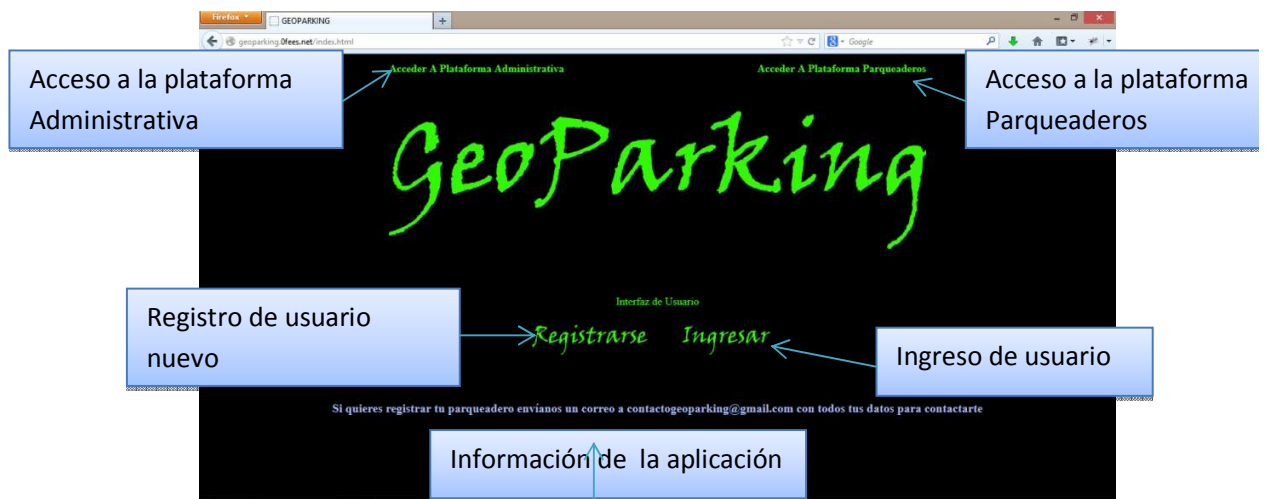 Firefox
GEOPARKING
geoparking.0fees.net/index.html
Google
Acceso a la plataforma
Administrativa
Acceder A Plataforma Administrativa
Acceder A Plataforma Parqueaderos
Acceso a la plataforma
Parqueaderos
GeoParking
Interfaz de Usuario
Registro de usuario
nuevo
Registrarse Ingresar
Ingreso de usuario
Si quieres registrar tu parqueadero envíanos un correo a contactogeoparking@gmail.com con todos tus datos para contactarte
Información de la aplicación